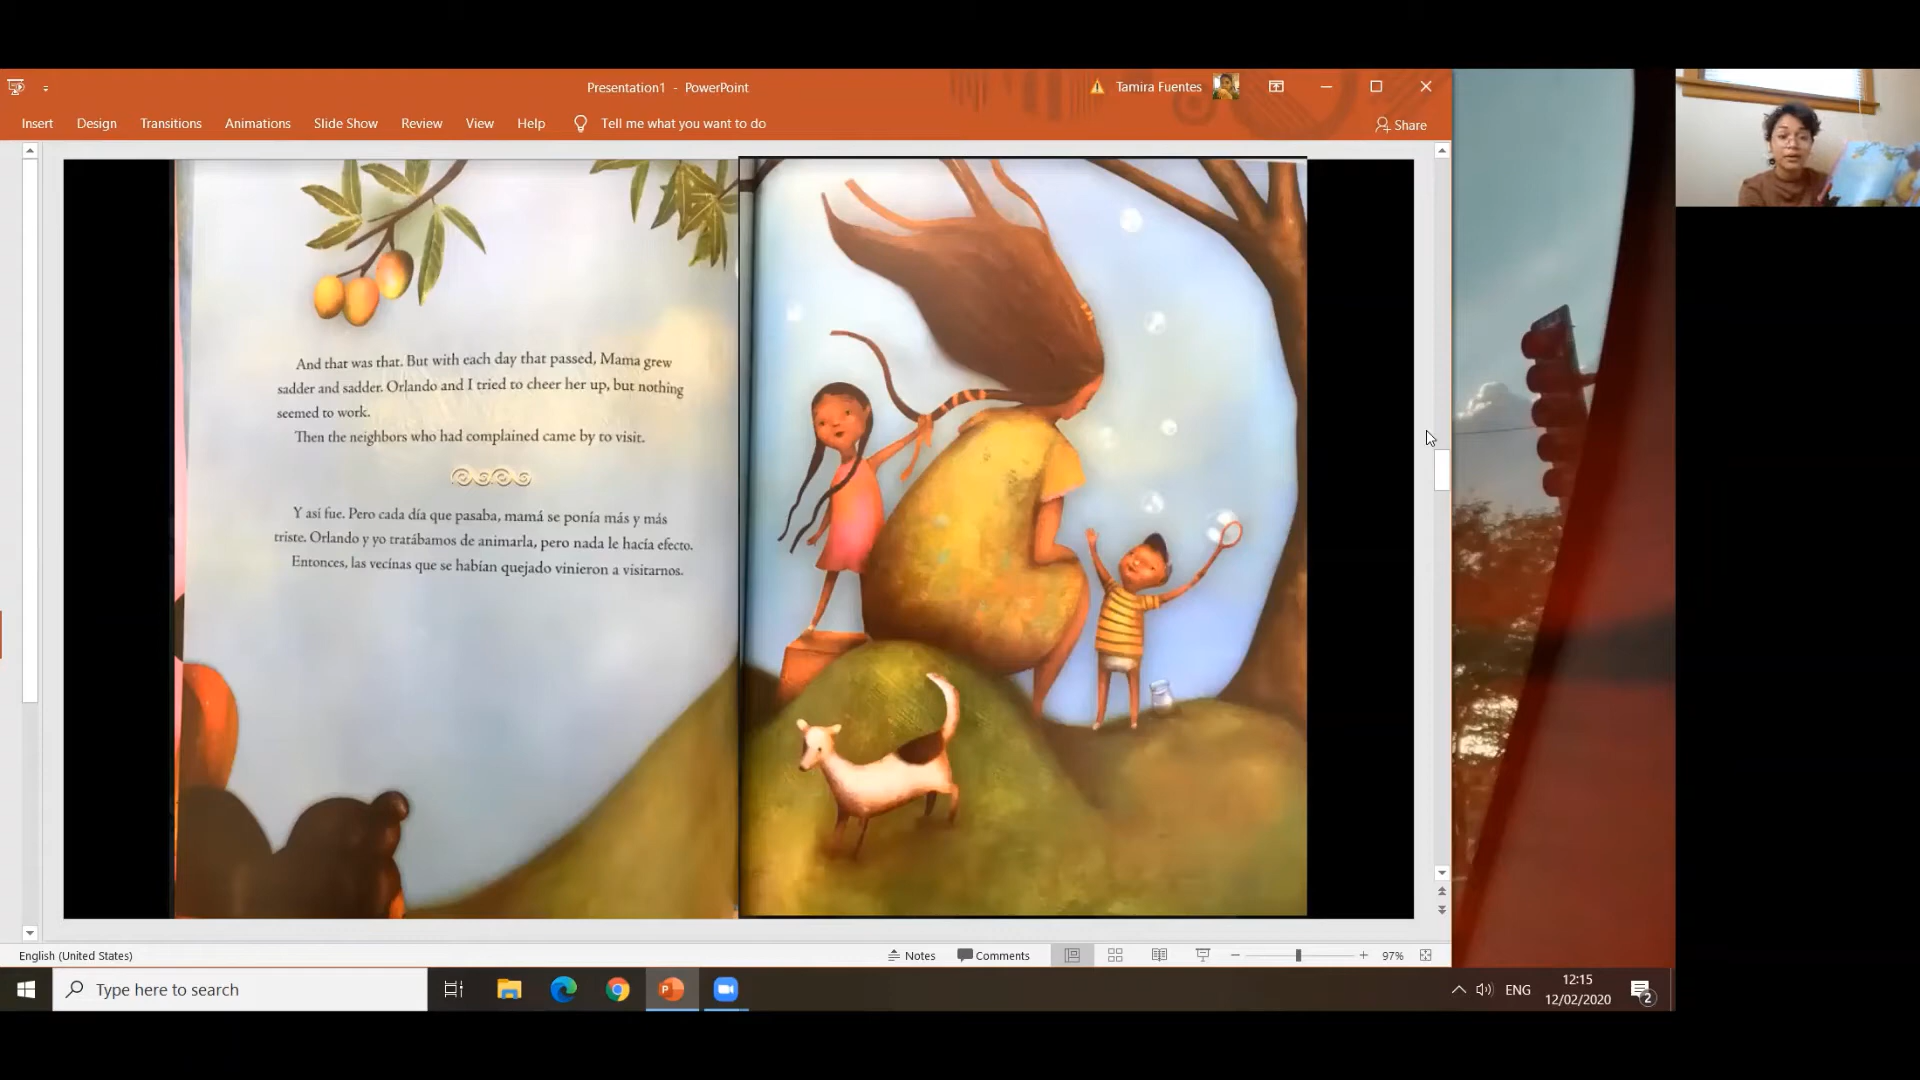 Presentation1 - PowerPoint
Tamira Fuentes
Insert Design Transitions Animations Slide Show Review View Help Tell me what you want to do
Share
And that was that. But with each day that passed, Mama grew
sadder and sadder. Orlando and I tried to cheer her up, but nothing
seemed to work.
Then the neighbors who had complained came by to visit.
Y así fue. Pero cada día que pasaba, mamá se ponía más y más
triste. Orlando y yo tratábamos de animarla, pero nada le hacía efecto.
Entonces, las vecinas que se habían quejado vinieron a visitarnos.
English (United States)
Notes Comments 97%
Type here to search
P
ENG
12:15
12/02/2020
2